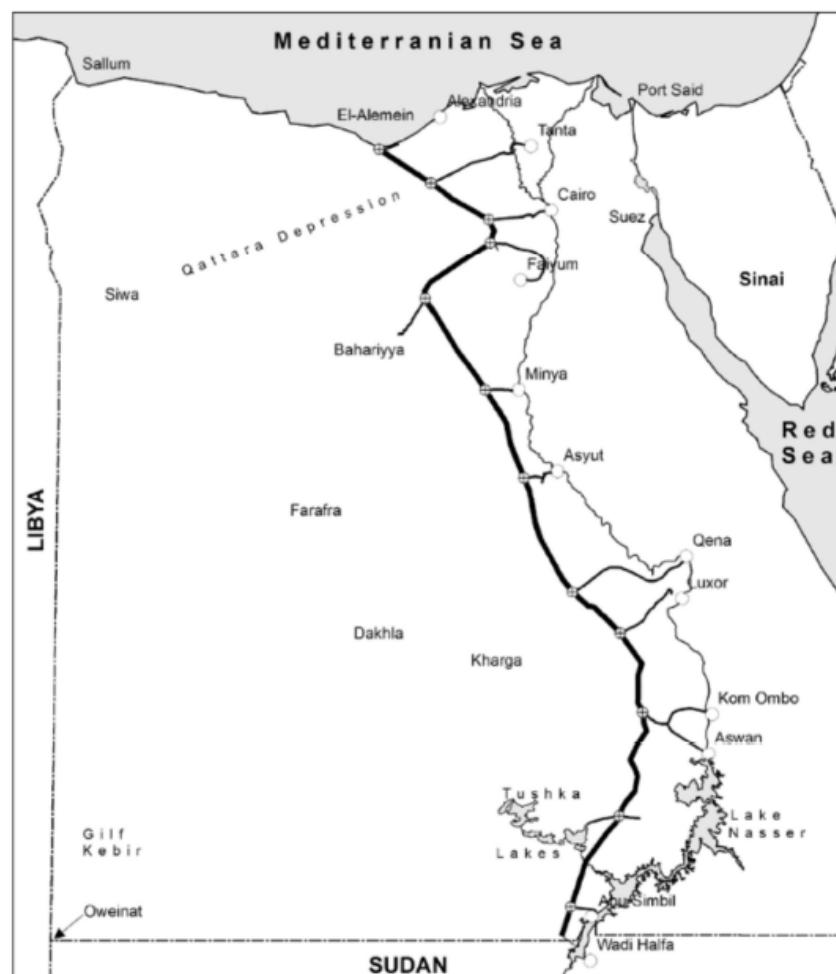 Mediterranian Sea
Sallum
Port Said
El-Alemein
Alexandria
Tanta
Cairo
Suez
Qattara Depression
Faiyum
Sinai
Siwa
Bahariyya
Minya
Red
Sea
Asyut
Farafra
LIBYA
Qena
Luxor
Dakhla
Kharga
Kom Ombo
Aswan
Tushka
Lakes
Lake
Nasser
Gilf
Kebir
Abu Simbil
Oweinat
Wadi Halfa
SUDAN